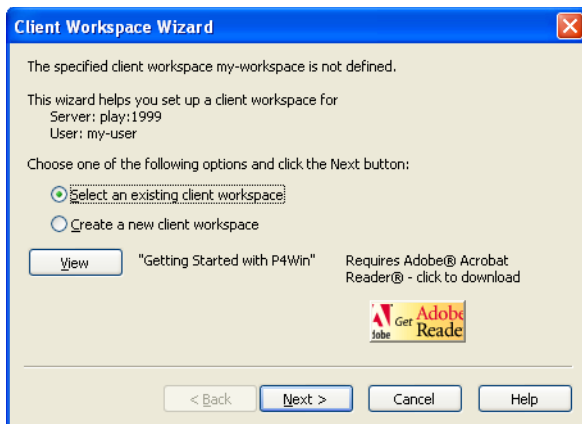 Client Workspace Wizard
The specified client workspace my-workspace is not defined.
This wizard helps you set up a client workspace for
Server: play:1999
User: my-user
Choose one of the following options and click the Next button:
Select an existing client workspace
Create a new client workspace
View
"Getting Started with P4Win"
Requires Adobe® Acrobat
Reader® - click to download
Get Adobe
Reade
dobe
< Back
Next >
Cancel
Help